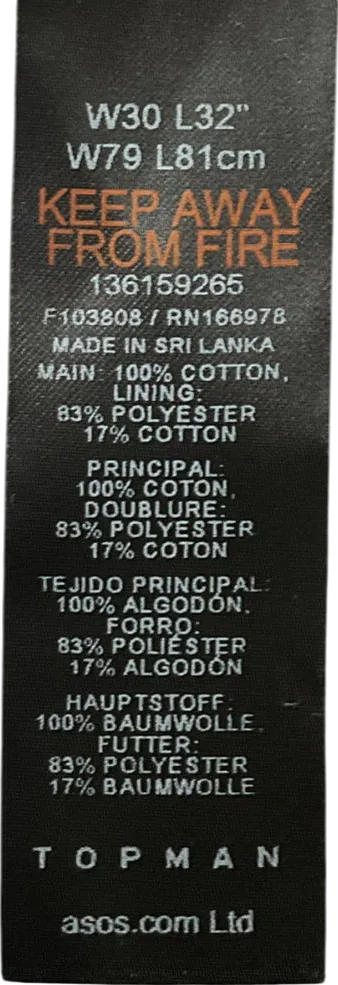 W30 L32"
W79 L81cm
KEEP AWAY
FROM FIRE
136159265
F103808 / RN166978
MADE IN SRI LANKA
MAIN: 100% COTTON,
LINING:
83% POLYESTER
17% COTTON
PRINCIPAL:
100% COTON,
DOUBLURE:
83% POLYESTER
17% COTON
TEJIDO PRINCIPAL:
100% ALGODÓN,
FORRO:
83% POLIÉSTER
17% ALGODÓN
HAUPTSTOFF:
100% BAUMWOLLE,
FUTTER:
83% POLYESTER
17% BAUMWOLLE
TOPMAN
asos.com Ltd